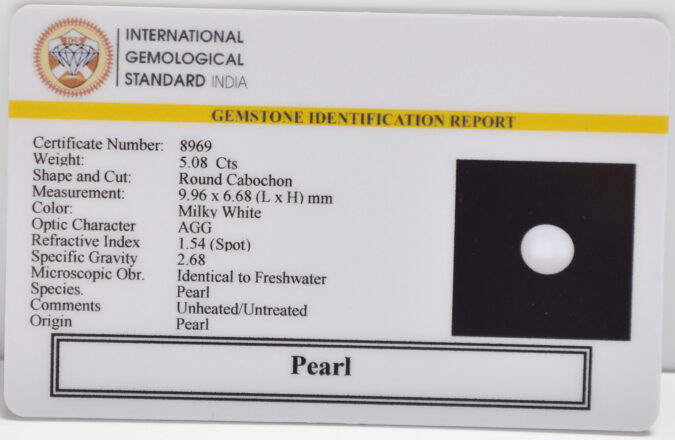 INTERNATIONAL
GEMOLOGICAL
STANDARD INDIA
GEMSTONE IDENTIFICATION REPORT
Certificate Number: 8969
Weight: 5.08 Cts
Shape and Cut: Round Cabochon
Measurement: 9.96 x 6.68 (L x H) mm
Color: Milky White
Optic Character AGG
Refractive Index 1.54 (Spot)
Specific Gravity 2.68
Microscopic Obr. Identical to Freshwater
Species. Pearl
Comments Unheated/Untreated
Origin Pearl
Pearl